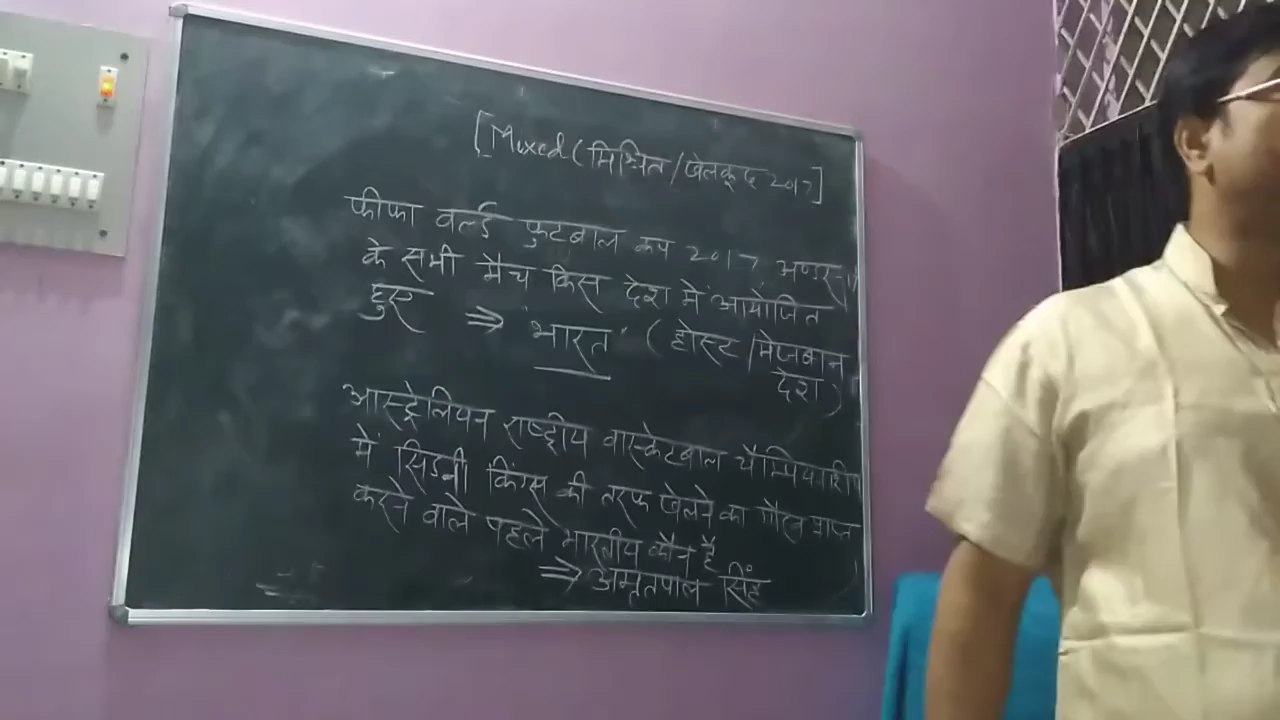 [Mixed (मिश्रित / खेलकूद 2017]
फीफा वर्ल्ड फुटबाल कप 2017 अण्डर-17
के सभी मैच किस देश में आयोजित
हुए ⇒ 'भारत' (होस्ट / मेजबान
देश)
आस्ट्रेलियन राष्ट्रीय वास्केटबाल चैम्पियनशिप
में सिडनी किंग्स की तरफ खेलने का गौरव प्राप्त
करने वाले पहले भारतीय कौन हैं
⇒ अमृतपाल सिंह